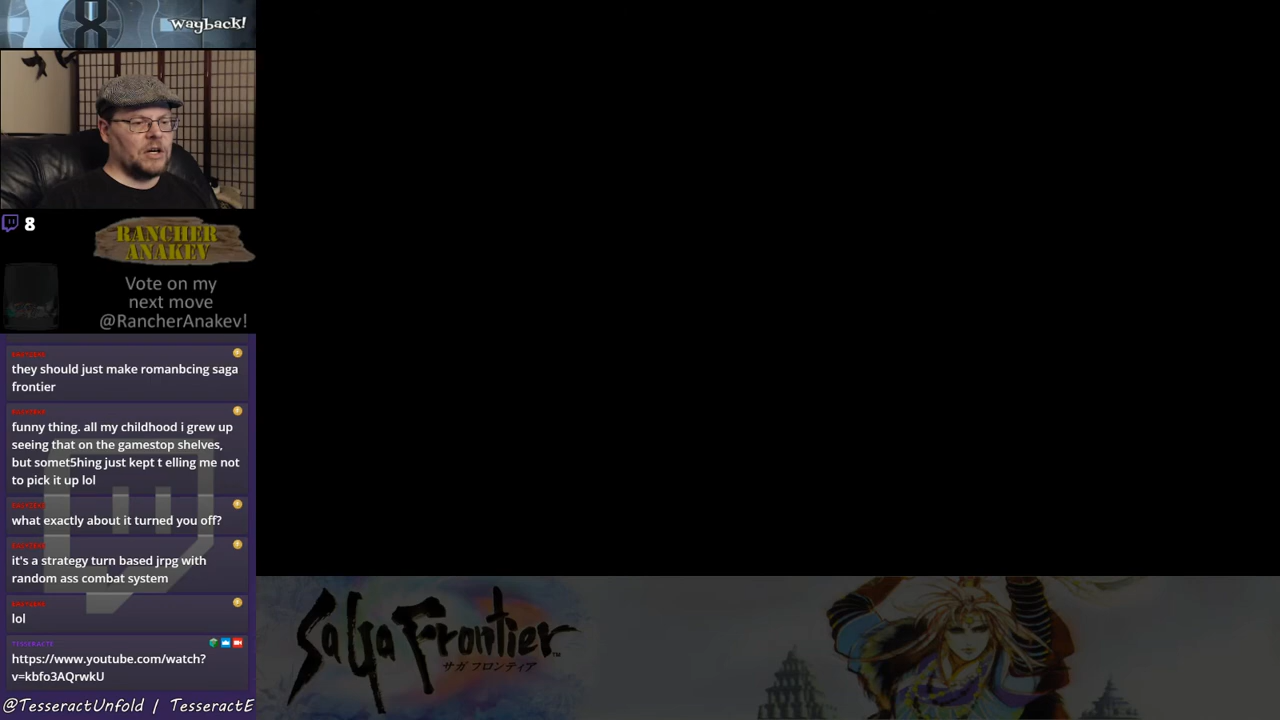 wayback!
8
RANCHER
ANAKEV
Vote on my
next move
@RancherAnakev!
they should just make romanbcing saga
frontier
funny thing. all my childhood i grew up
seeing that on the gamestop shelves,
but somet5hing just kept t elling me not
to pick it up lol
what exactly about it turned you off?
it's a strategy turn based jrpg with
random ass combat system
lol
TESSERACTE
https://www.youtube.com/watch?
v=kbfo3AQrwkU
@TesseractUnfold / TesseractE
SaGa Frontier
サガ フロンティア